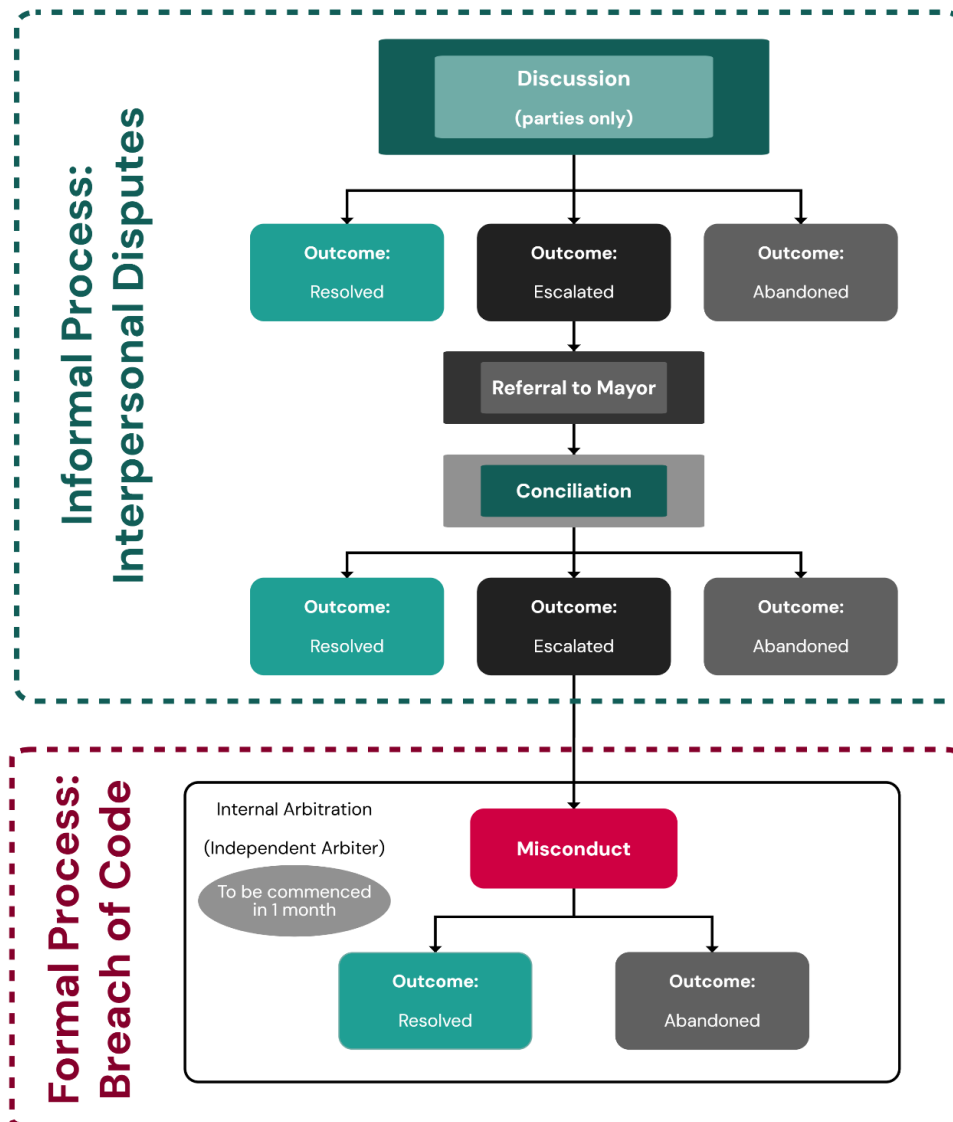 Informal Process:
Interpersonal Disputes
Discussion
(parties only)
Outcome:
Resolved
Outcome:
Escalated
Outcome:
Abandoned
Referral to Mayor
Conciliation
Outcome:
Resolved
Outcome:
Escalated
Outcome:
Abandoned
Formal Process:
Breach of Code
Internal Arbitration
(Independent Arbiter)
To be commenced
in 1 month
Misconduct
Outcome:
Resolved
Outcome:
Abandoned